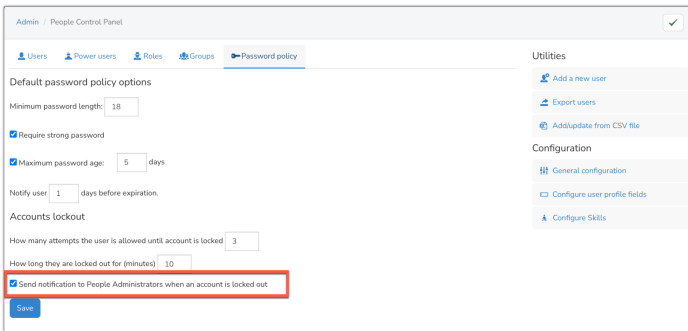 Admin / People Control Panel
Users Power users Roles Groups Password policy
Default password policy options
Minimum password length: 18
Require strong password
Maximum password age: 5 days
Notify user 1 days before expiration.
Accounts lockout
How many attempts the user is allowed until account is locked 3
How long they are locked out for (minutes) 10
Send notification to People Administrators when an account is locked out
Save
Utilities
Add a new user
Export users
Add/update from CSV file
Configuration
General configuration
Configure user profile fields
Configure Skills